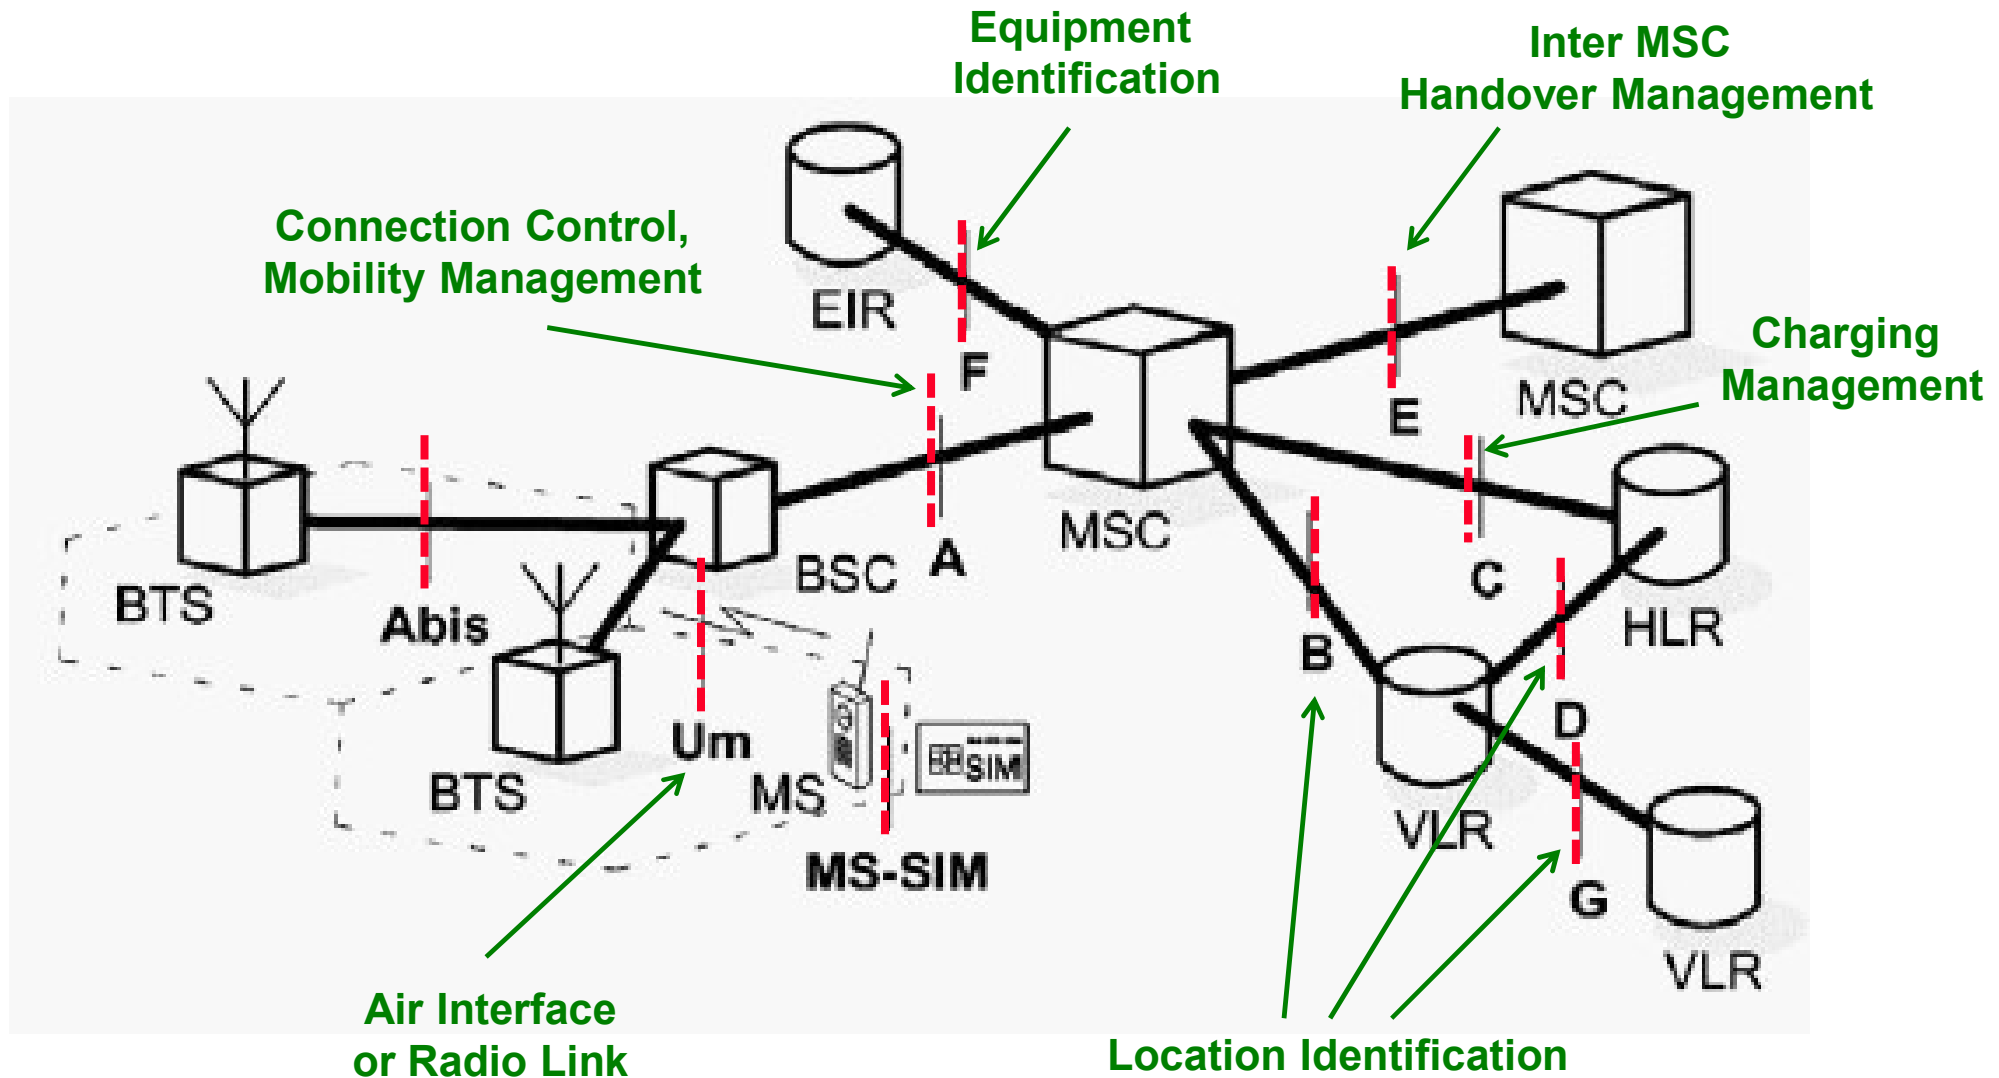 Equipment
Identification
Inter MSC
Handover Management
Connection Control,
Mobility Management
EIR
F
Charging
Management
MSC
E
MSC
A
BSC
C
BTS
Abis
HLR
B
D
Um
MS
SIM
BTS
VLR
MS-SIM
G
VLR
Air Interface
or Radio Link
Location Identification